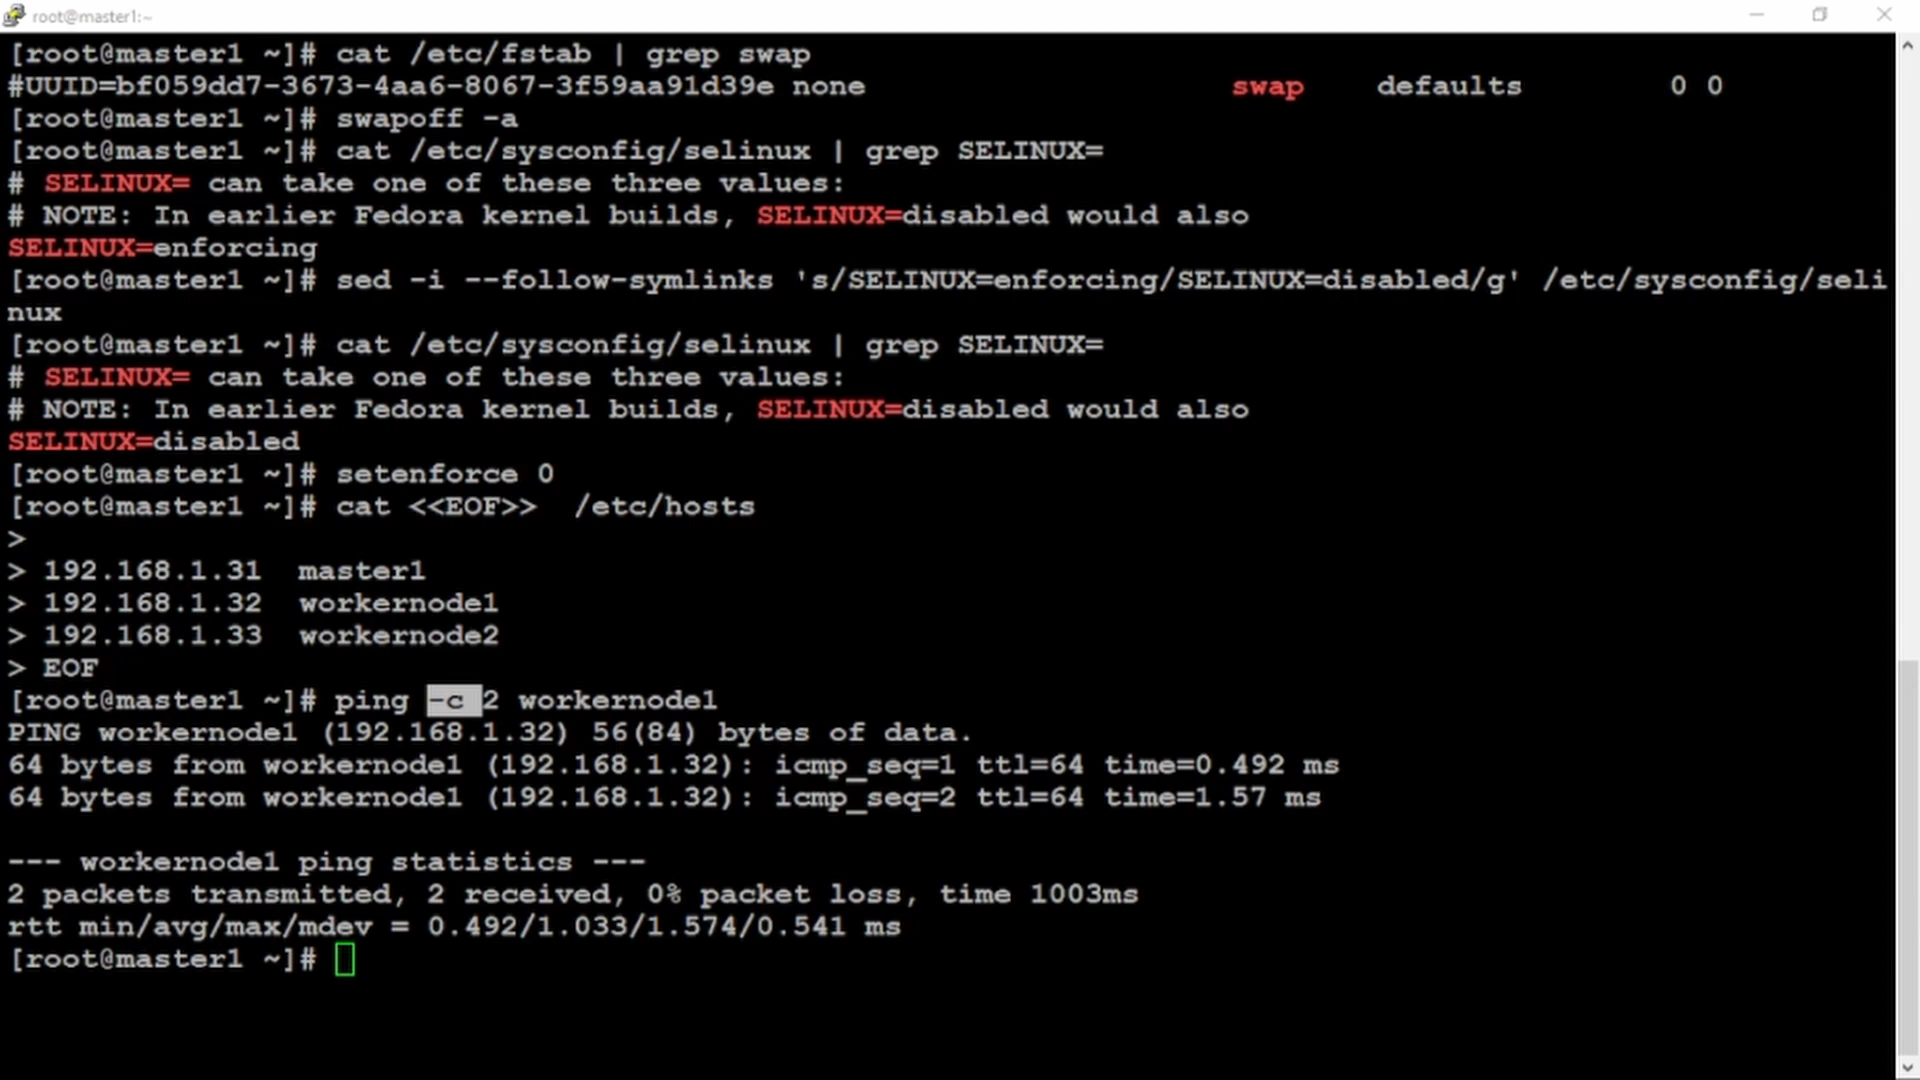 root@master1:~
[root@master1 ~]# cat /etc/fstab | grep swap
#UUID=bf059dd7-3673-4aa6-8067-3f59aa91d39e none swap defaults 0 0
[root@master1 ~]# swapoff -a
[root@master1 ~]# cat /etc/sysconfig/selinux | grep SELINUX=
# SELINUX= can take one of these three values:
# NOTE: In earlier Fedora kernel builds, SELINUX=disabled would also
SELINUX=enforcing
[root@master1 ~]# sed -i --follow-symlinks 's/SELINUX=enforcing/SELINUX=disabled/g' /etc/sysconfig/seli
nux
[root@master1 ~]# cat /etc/sysconfig/selinux | grep SELINUX=
# SELINUX= can take one of these three values:
# NOTE: In earlier Fedora kernel builds, SELINUX=disabled would also
SELINUX=disabled
[root@master1 ~]# setenforce 0
[root@master1 ~]# cat <<EOF>>  /etc/hosts
>
> 192.168.1.31  master1
> 192.168.1.32  workernode1
> 192.168.1.33  workernode2
> EOF
[root@master1 ~]# ping -c 2 workernode1
PING workernode1 (192.168.1.32) 56(84) bytes of data.
64 bytes from workernode1 (192.168.1.32): icmp_seq=1 ttl=64 time=0.492 ms
64 bytes from workernode1 (192.168.1.32): icmp_seq=2 ttl=64 time=1.57 ms
--- workernode1 ping statistics ---
2 packets transmitted, 2 received, 0% packet loss, time 1003ms
rtt min/avg/max/mdev = 0.492/1.033/1.574/0.541 ms
[root@master1 ~]#